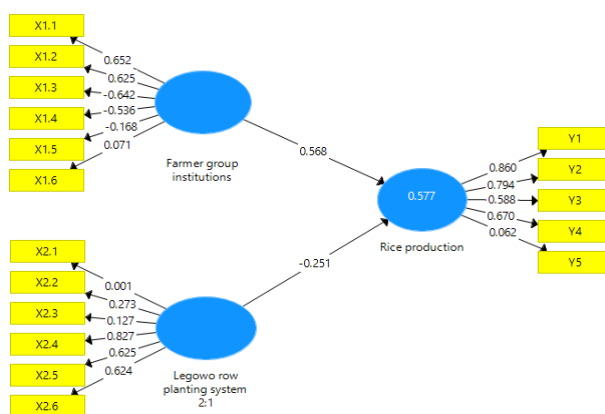 X1.1
X1.2
X1.3
X1.4
X1.5
X1.6
0.652
0.625
-0.642
-0.536
-0.168
0.071
Farmer group
institutions
0.568
X2.1
X2.2
X2.3
X2.4
X2.5
X2.6
0.001
0.273
0.127
0.827
0.625
0.624
Legowo row
planting system
2:1
-0.251
0.577
Rice production
0.860
0.794
0.588
0.670
0.062
Y1
Y2
Y3
Y4
Y5